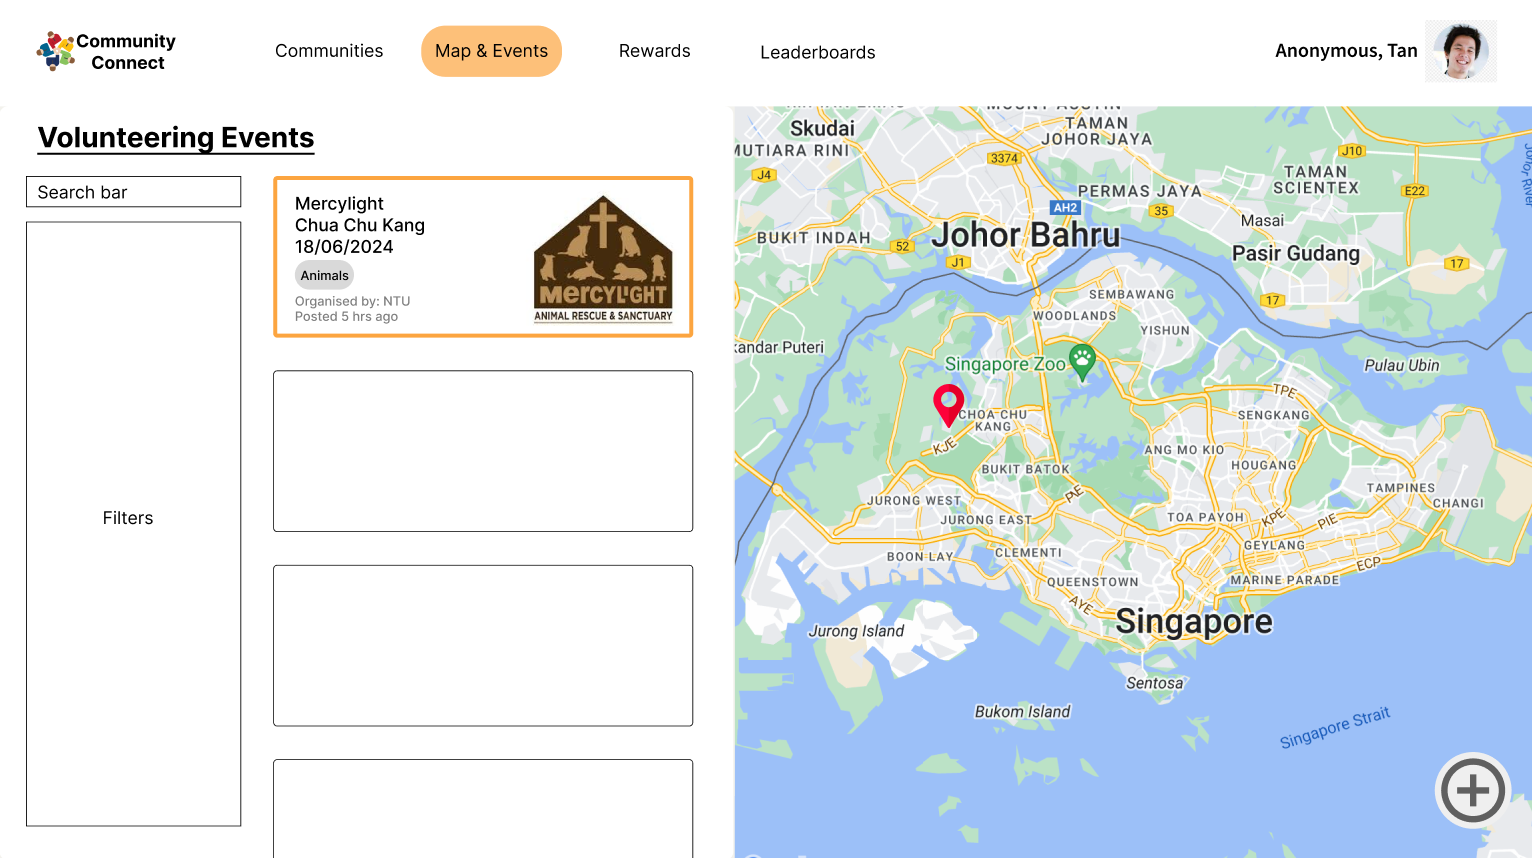 Community
Connect
Communities
Map & Events
Rewards
Leaderboards
Anonymous, Tan
Volunteering Events
Search bar
Filters
Mercylight
Chua Chu Kang
18/06/2024
Animals
Organised by: NTU
Posted 5 hrs ago
MERCYLIGHT
ANIMAL RESCUE & SANCTUARY
MOUNT AUSTIN
Skudai
TAMAN
JOHOR JAYA
MUTIARA RINI
3374
J10
J4
TAMAN
SCIENTEX
PERMAS JAYA
E22
AH2
35
Masai
Johor River
BUKIT INDAH
52
Johor Bahru
J1
Pasir Gudang
17
17
SEMBAWANG
WOODLANDS
YISHUN
kandar Puteri
Singapore Zoo
Pulau Ubin
TPE
CHOA CHU
KANG
SENGKANG
KJE
ANG MO KIO
HOUGANG
BUKIT BATOK
TAMPINES
JURONG WEST
PIE
CHANGI
JURONG EAST
TOA PAYOH
KPE
PIE
GEYLANG
BOON LAY
CLEMENTI
ECP
QUEENSTOWN
MARINE PARADE
AYE
Singapore
Jurong Island
Sentosa
Bukom Island
Singapore Strait